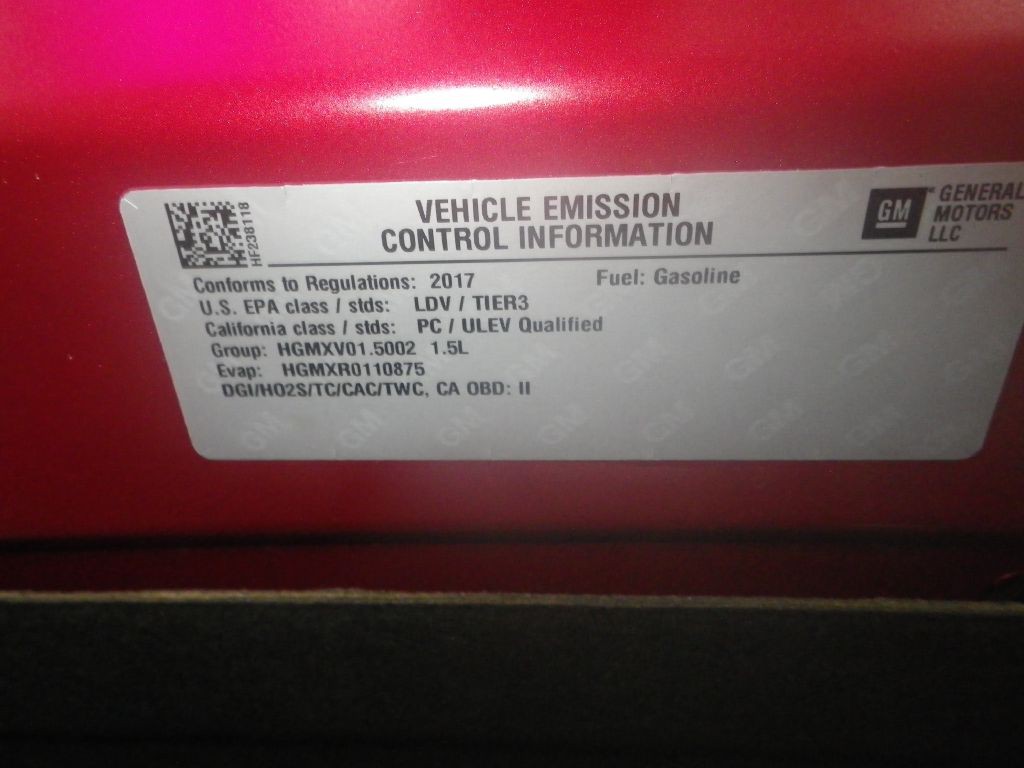 HF238118
VEHICLE EMISSION
CONTROL INFORMATION
GM
GENERAL
MOTORS
LLC
Conforms to Regulations: 2017 Fuel: Gasoline
U.S. EPA class / stds: LDV / TIER3
California class / stds: PC / ULEV Qualified
Group: HGMXV01.5002 1.5L
Evap: HGMXR0110875
DGI/HO2S/TC/CAC/TWC, CA OBD: II